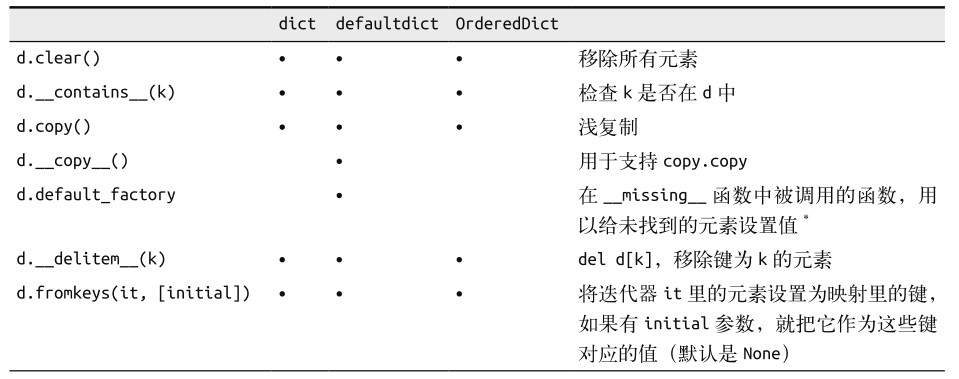 dict defaultdict OrderedDict
d.clear() • • • 移除所有元素
d.__contains__(k) • • • 检查 k 是否在 d 中
d.copy() • • • 浅复制
d.__copy__() • 用于支持 copy.copy
d.default_factory • 在 __missing__ 函数中被调用的函数，用
以给未找到的元素设置值*
d.__delitem__(k) • • • del d[k]，移除键为 k 的元素
d.fromkeys(it, [initial]) • • • 将迭代器 it 里的元素设置为映射里的键，
如果有 initial 参数，就把它作为这些键
对应的值（默认是 None）